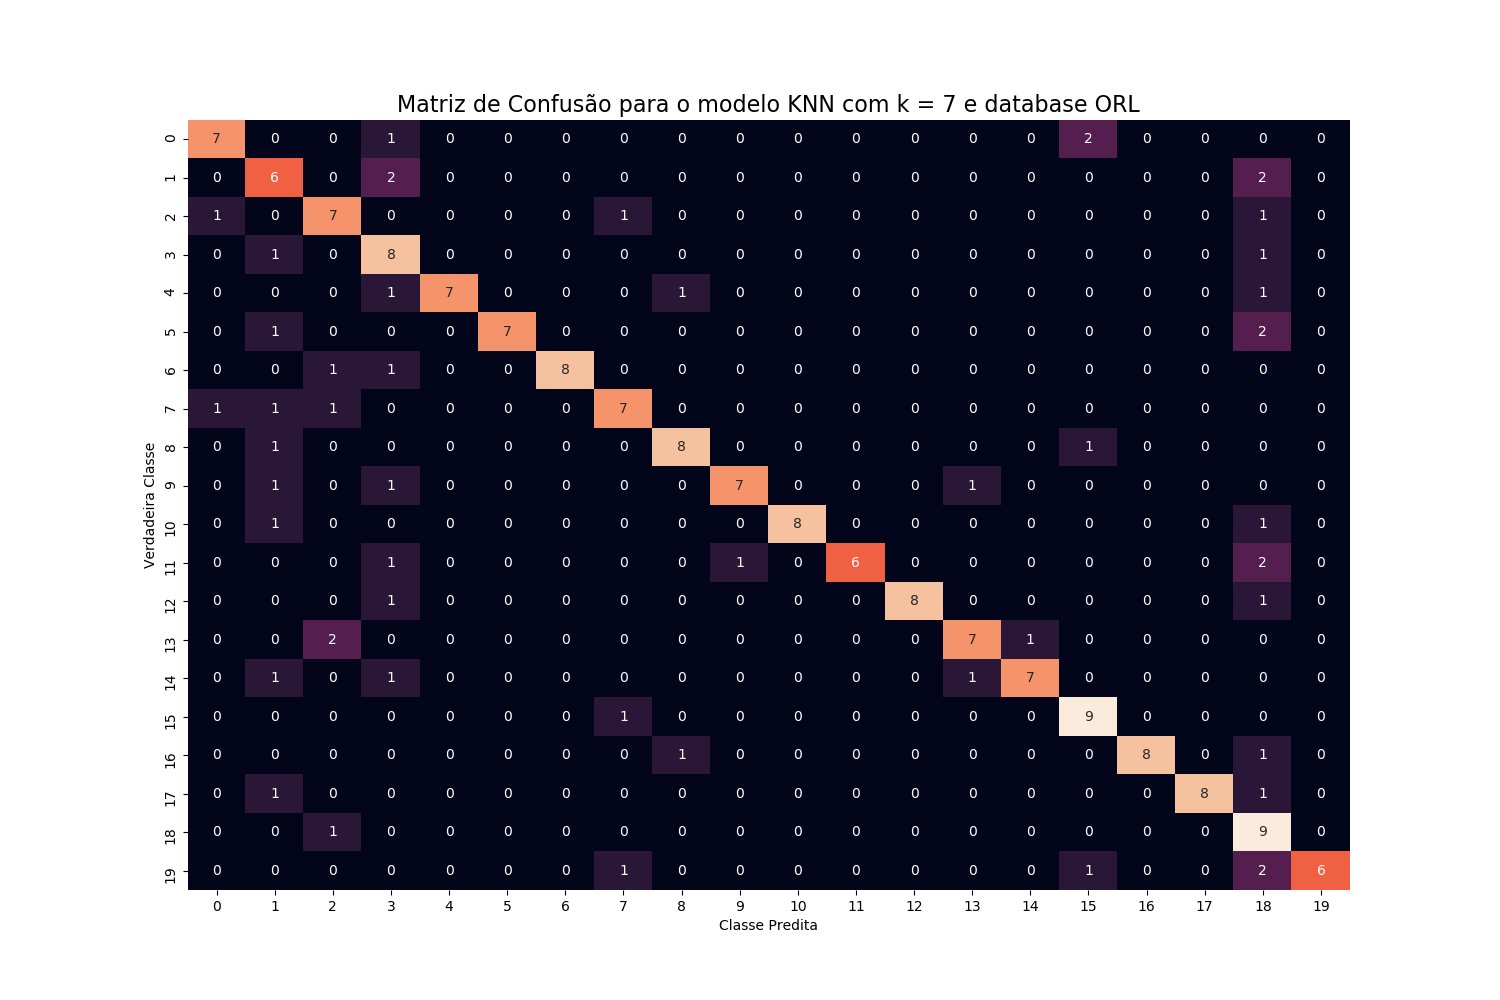 Matriz de Confusão para o modelo KNN com k = 7 e database ORL
Verdadeira Classe
0 7 0 0 1 0 0 0 0 0 0 0 0 0 0 0 2 0 0 0 0
1 0 6 0 2 0 0 0 0 0 0 0 0 0 0 0 0 0 0 2 0
2 1 0 7 0 0 0 0 1 0 0 0 0 0 0 0 0 0 0 1 0
3 0 1 0 8 0 0 0 0 0 0 0 0 0 0 0 0 0 0 1 0
4 0 0 0 1 7 0 0 0 1 0 0 0 0 0 0 0 0 0 1 0
5 0 1 0 0 0 7 0 0 0 0 0 0 0 0 0 0 0 0 2 0
6 0 0 1 1 0 0 8 0 0 0 0 0 0 0 0 0 0 0 0 0
7 1 1 1 0 0 0 0 7 0 0 0 0 0 0 0 0 0 0 0 0
8 0 1 0 0 0 0 0 0 8 0 0 0 0 0 0 1 0 0 0 0
9 0 1 0 1 0 0 0 0 0 7 0 0 0 1 0 0 0 0 0 0
10 0 1 0 0 0 0 0 0 0 0 8 0 0 0 0 0 0 0 1 0
11 0 0 0 1 0 0 0 0 0 1 0 6 0 0 0 0 0 0 2 0
12 0 0 0 1 0 0 0 0 0 0 0 0 8 0 0 0 0 0 1 0
13 0 0 2 0 0 0 0 0 0 0 0 0 0 7 1 0 0 0 0 0
14 0 1 0 1 0 0 0 0 0 0 0 0 0 1 7 0 0 0 0 0
15 0 0 0 0 0 0 0 1 0 0 0 0 0 0 0 9 0 0 0 0
16 0 0 0 0 0 0 0 0 1 0 0 0 0 0 0 0 8 0 1 0
17 0 1 0 0 0 0 0 0 0 0 0 0 0 0 0 0 0 8 1 0
18 0 0 1 0 0 0 0 0 0 0 0 0 0 0 0 0 0 0 9 0
19 0 0 0 0 0 0 0 1 0 0 0 0 0 0 0 1 0 0 2 6
0 1 2 3 4 5 6 7 8 9 10 11 12 13 14 15 16 17 18 19
Classe Predita